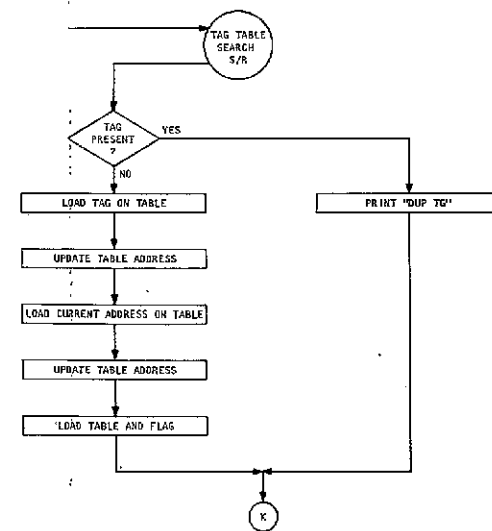 TAG TABLE
SEARCH
S/R
TAG
PRESENT
?
YES
NO
LOAD TAG ON TABLE
PRINT "DUP TG"
UPDATE TABLE ADDRESS
LOAD CURRENT ADDRESS ON TABLE
UPDATE TABLE ADDRESS
LOAD TABLE AND FLAG
K